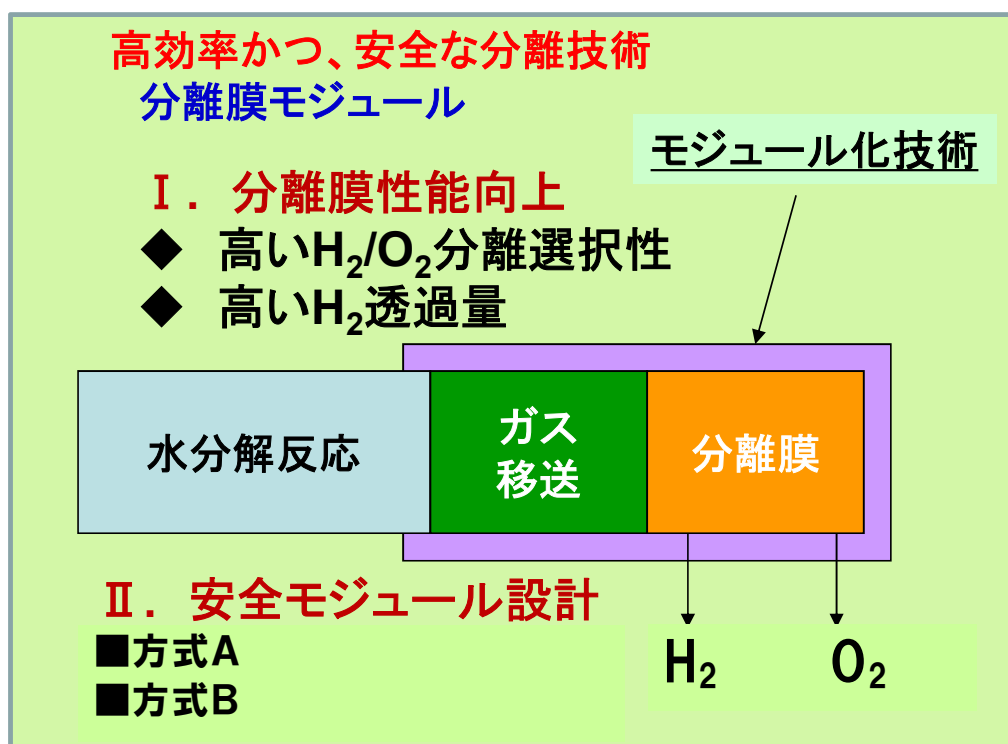 高効率かつ、安全な分離技術
分離膜モジュール
モジュール化技術
Ⅰ. 分離膜性能向上
◆ 高いH₂/O₂分離選択性
◆ 高いH₂透過量
水分解反応
ガス
移送
分離膜
Ⅱ. 安全モジュール設計
■方式A
■方式B
H₂ O₂